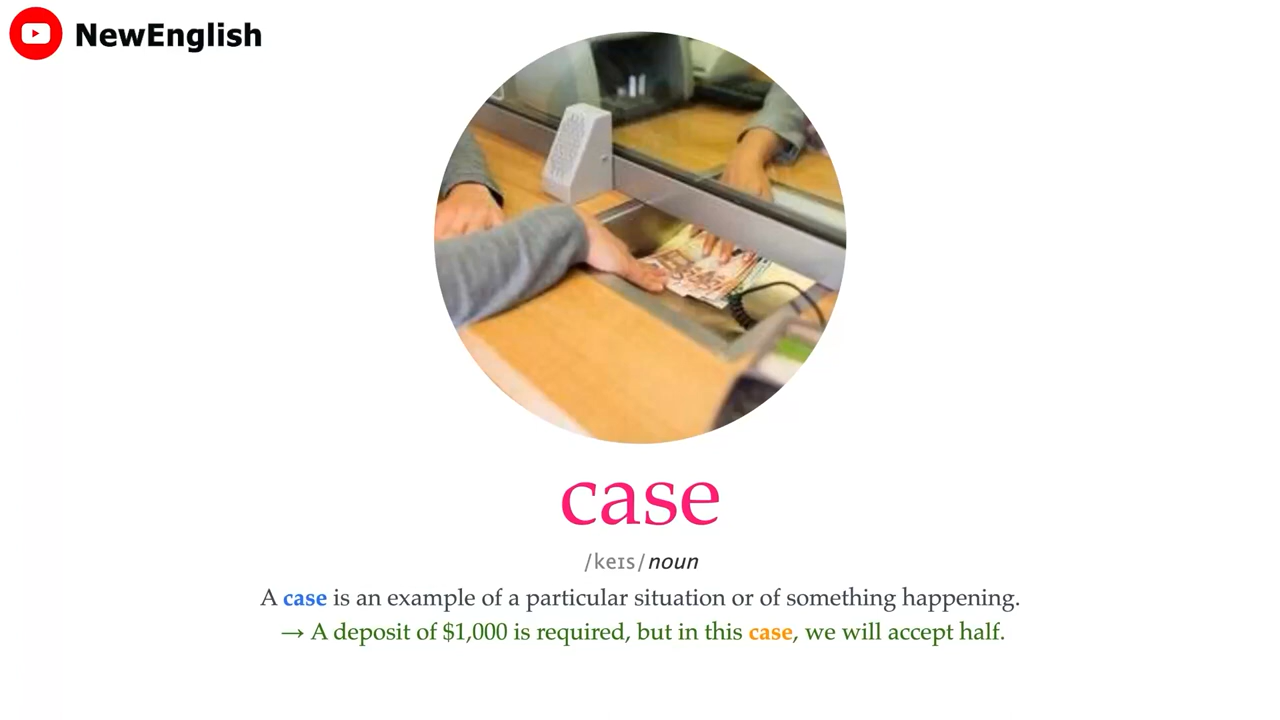 NewEnglish
case
/keɪs/noun
A case is an example of a particular situation or of something happening.
→ A deposit of $1,000 is required, but in this case, we will accept half.